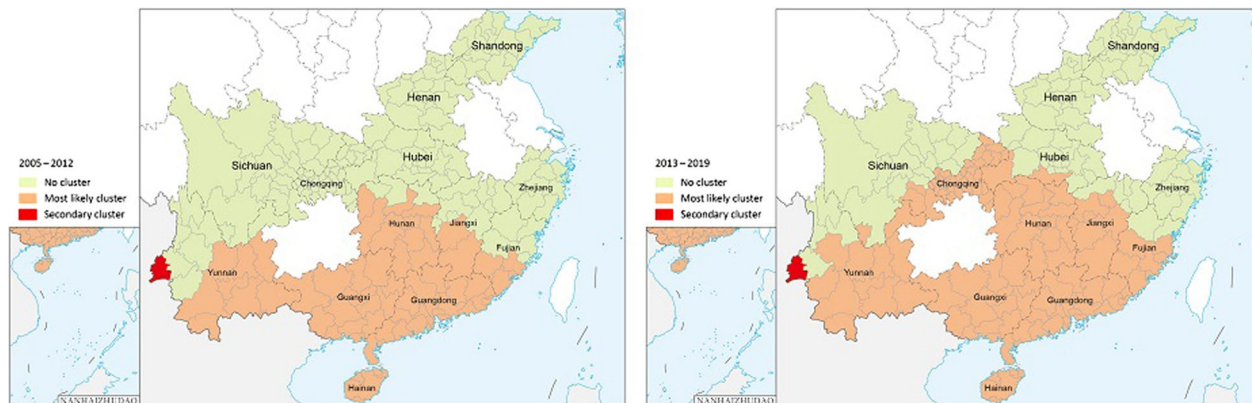 Shandong
Henan
Sichuan
Hubei
Chongqing
Zhejiang
Hunan
Jiangxi
Fujian
Yunnan
Guangxi
Guangdong
Hainan
2005 – 2012
No cluster
Most likely cluster
Secondary cluster
NANHAIZHUDAO
Shandong
Henan
Sichuan
Hubei
Chongqing
Zhejiang
Hunan
Jiangxi
Fujian
Yunnan
Guangxi
Guangdong
Hainan
2013 – 2019
No cluster
Most likely cluster
Secondary cluster
NANHAIZHUDAO